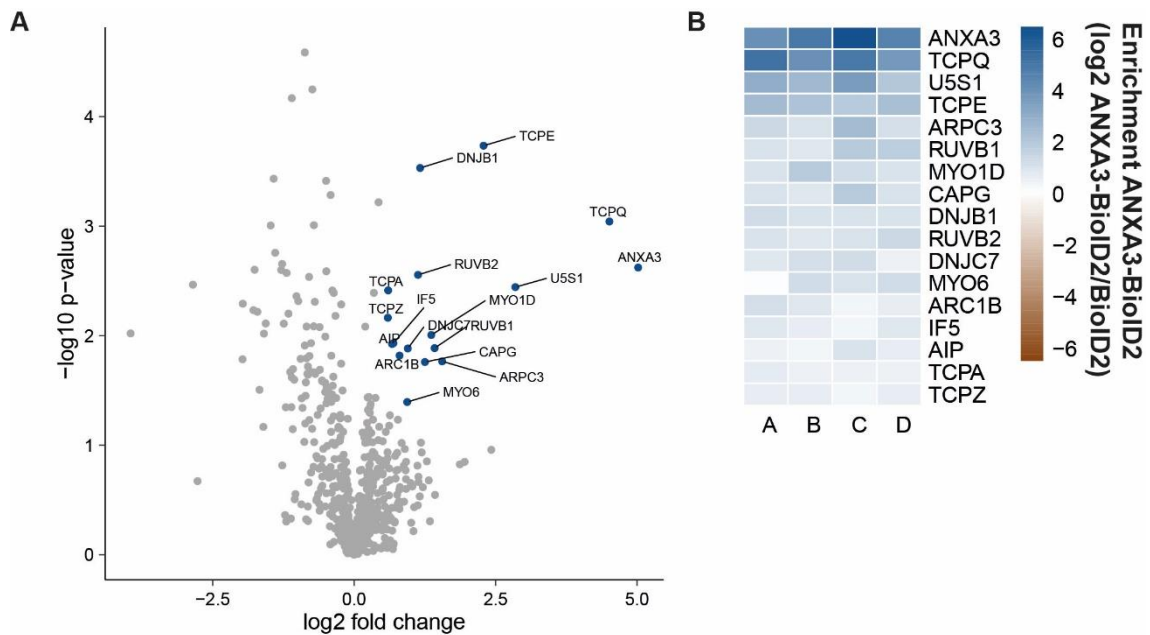 A
−log10 p-value
4
3
2
1
0
−2.5
0.0
2.5
5.0
log2 fold change
TCPE
DNJB1
TCPQ
ANXA3
RUVB2
TCPA
U5S1
IF5
MYO1D
TCPZ
DNJC7
RUVB1
AIP
ARC1B
CAPG
ARPC3
MYO6
B
ANXA3
TCPQ
U5S1
TCPE
ARPC3
RUVB1
MYO1D
CAPG
DNJB1
RUVB2
DNJC7
MYO6
ARC1B
IF5
AIP
TCPA
TCPZ
A B C D
6
4
2
0
−2
−4
−6
Enrichment ANXA3-BioID2
(log2 ANXA3-BioID2/BioID2)